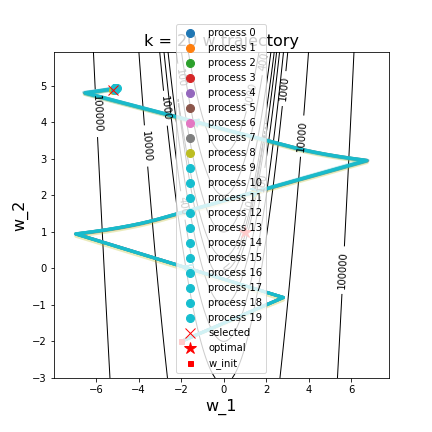 k = 20 w trajectory
process 0
process 1
process 2
process 3
process 4
process 5
process 6
process 7
process 8
process 9
process 10
process 11
process 12
process 13
process 14
process 15
process 16
process 17
process 18
process 19
selected
optimal
w_init
100000
10000
1000
1000
10000
100000
w_2
5
4
3
2
1
0
−1
−2
−3
−6
−4
−2
0
2
4
6
w_1